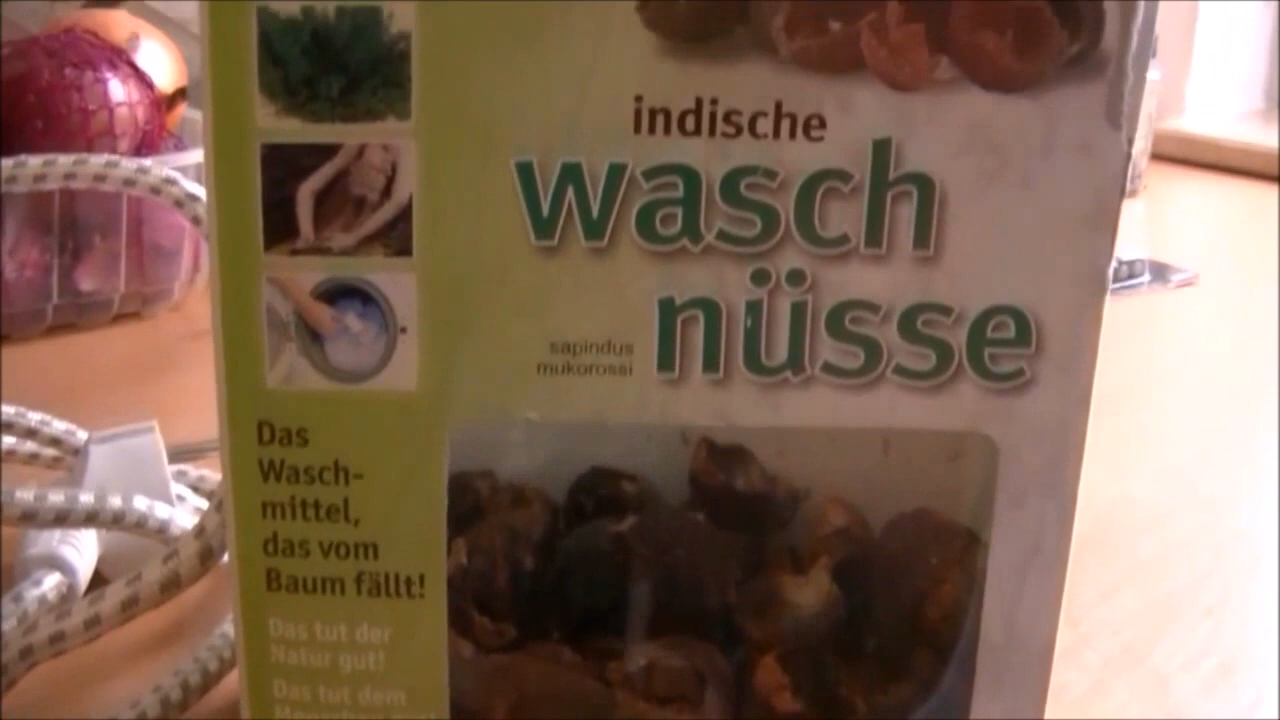 indische
wasch
nüsse
sapindus
mukorossi
Das
Wasch-
mittel,
das vom
Baum fällt!
Das tut der
Natur gut!
Das tut dem